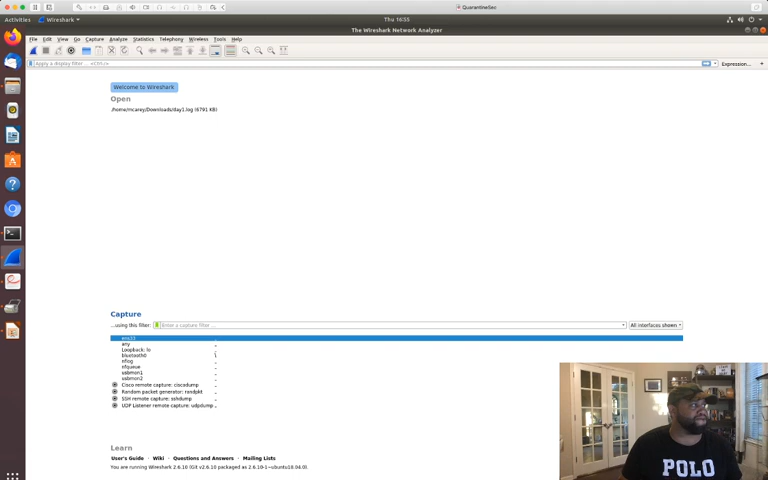 QuarantineSec
Activities Wireshark Thu 16:55
The Wireshark Network Analyzer
File Edit View Go Capture Analyze Statistics Telephony Wireless Tools Help
Apply a display filter ... <Ctrl-/> Expression... +
Welcome to Wireshark
Open
/home/mcarey/Downloads/day1.log (6791 KB)
Capture
...using this filter: Enter a capture filter ... All interfaces shown
ens33
any
Loopback: lo
bluetooth0
nflog
nfqueue
usbmon1
usbmon2
Cisco remote capture: ciscodump
Random packet generator: randpkt
SSH remote capture: sshdump
UDP Listener remote capture: udpdump
Learn
User's Guide · Wiki · Questions and Answers · Mailing Lists
You are running Wireshark 2.6.10 (Git v2.6.10 packaged as 2.6.10-1~ubuntu18.04.0).
POLO